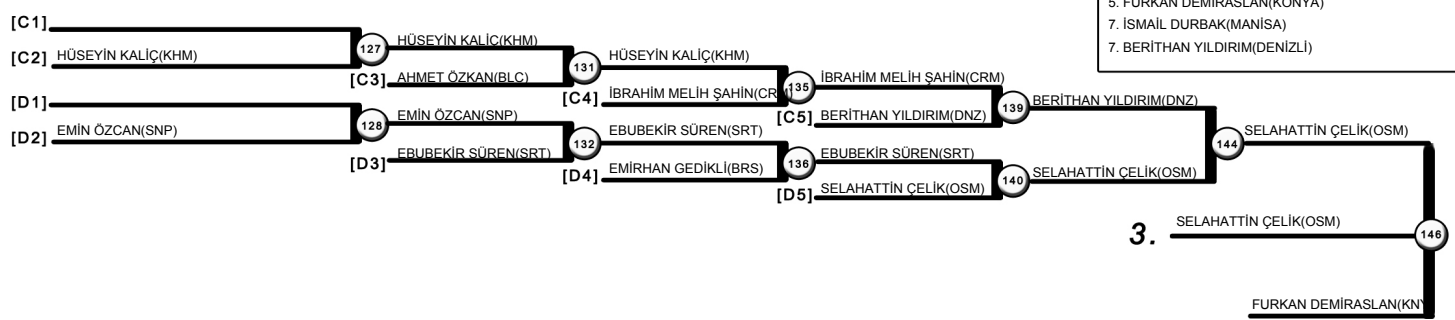 5. FURKAN DEMİRASLAN(KONYA)
7. İSMAİL DURBAK(MANİSA)
7. BERİTHAN YILDIRIM(DENİZLİ)
[C1]
[C2] HÜSEYİN KALİÇ(KHM)
127
HÜSEYİN KALİÇ(KHM)
[C3] AHMET ÖZKAN(BLC)
131
HÜSEYİN KALİÇ(KHM)
[C4] İBRAHİM MELİH ŞAHİN(CRM)
135
İBRAHİM MELİH ŞAHİN(CRM)
[C5] BERİTHAN YILDIRIM(DNZ)
139
BERİTHAN YILDIRIM(DNZ)
[D1]
[D2] EMİN ÖZCAN(SNP)
128
EMİN ÖZCAN(SNP)
[D3] EBUBEKİR SÜREN(SRT)
132
EBUBEKİR SÜREN(SRT)
[D4] EMİRHAN GEDİKLİ(BRS)
136
EBUBEKİR SÜREN(SRT)
[D5] SELAHATTİN ÇELİK(OSM)
140
SELAHATTİN ÇELİK(OSM)
144
SELAHATTİN ÇELİK(OSM)
3. SELAHATTİN ÇELİK(OSM)
146
FURKAN DEMİRASLAN(KNY